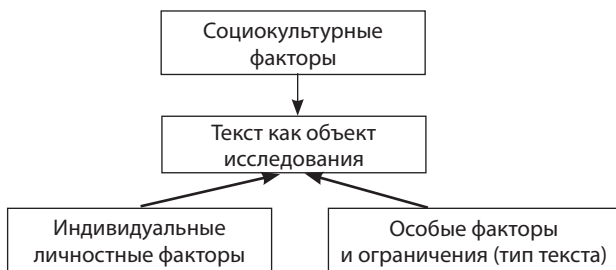 Социокультурные
факторы
Текст как объект
исследования
Индивидуальные
личностные факторы
Особые факторы
и ограничения (тип текста)